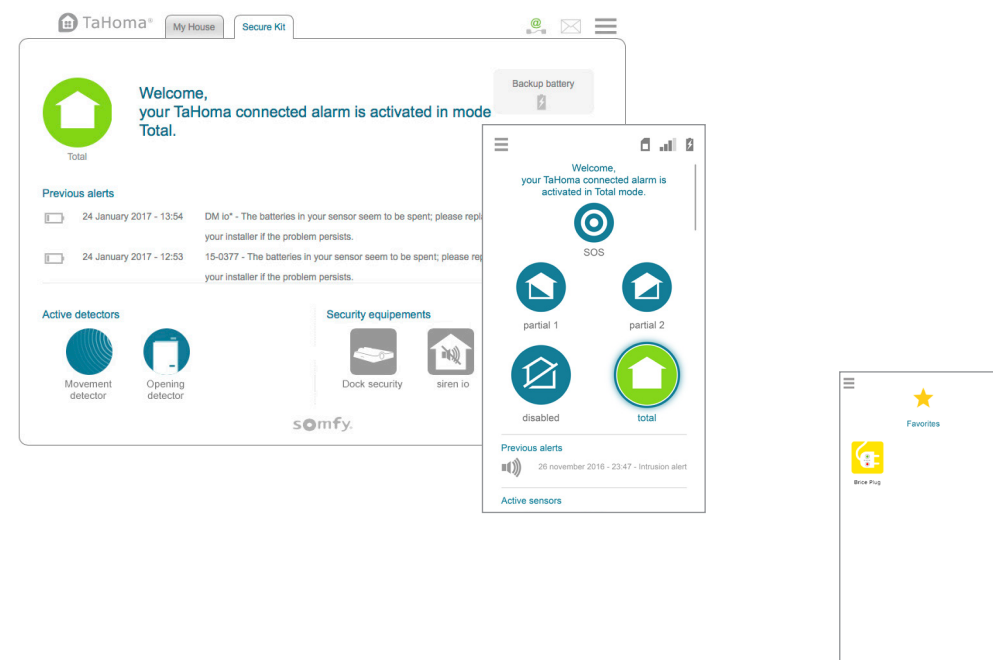 TaHoma®
My House
Secure Kit
@
Backup battery
Welcome,
your TaHoma connected alarm is activated in mode
Total.
Total
Previous alerts
24 January 2017 - 13:54 DM io* - The batteries in your sensor seem to be spent; please
your installer if the problem persists.
24 January 2017 - 12:53 15-0377 - The batteries in your sensor seem to be spent; please
your installer if the problem persists.
Active detectors
Movement
detector
Opening
detector
Security equipements
Dock security
siren io
somfy.
Welcome,
your TaHoma connected alarm is
activated in Total mode.
SOS
partial 1
partial 2
disabled
total
Previous alerts
26 november 2016 - 23:47 - Intrusion alert
Active sensors
Favorites
Brice Plug